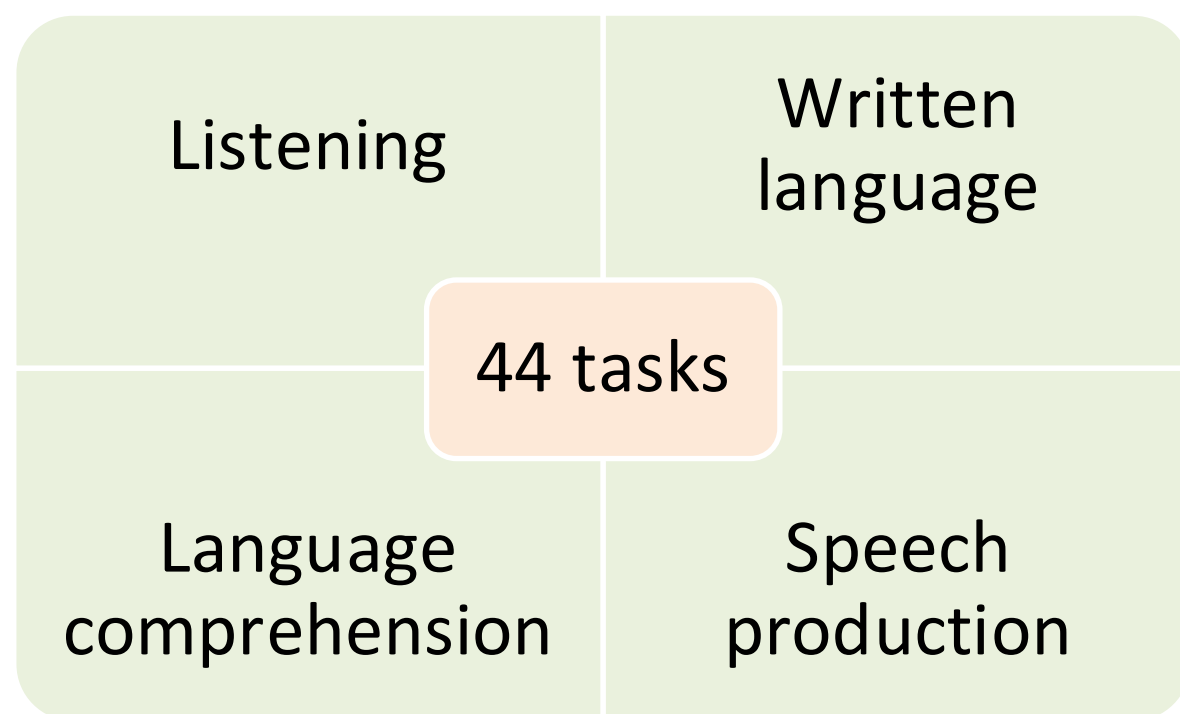 Listening
Written
language
44 tasks
Language
comprehension
Speech
production